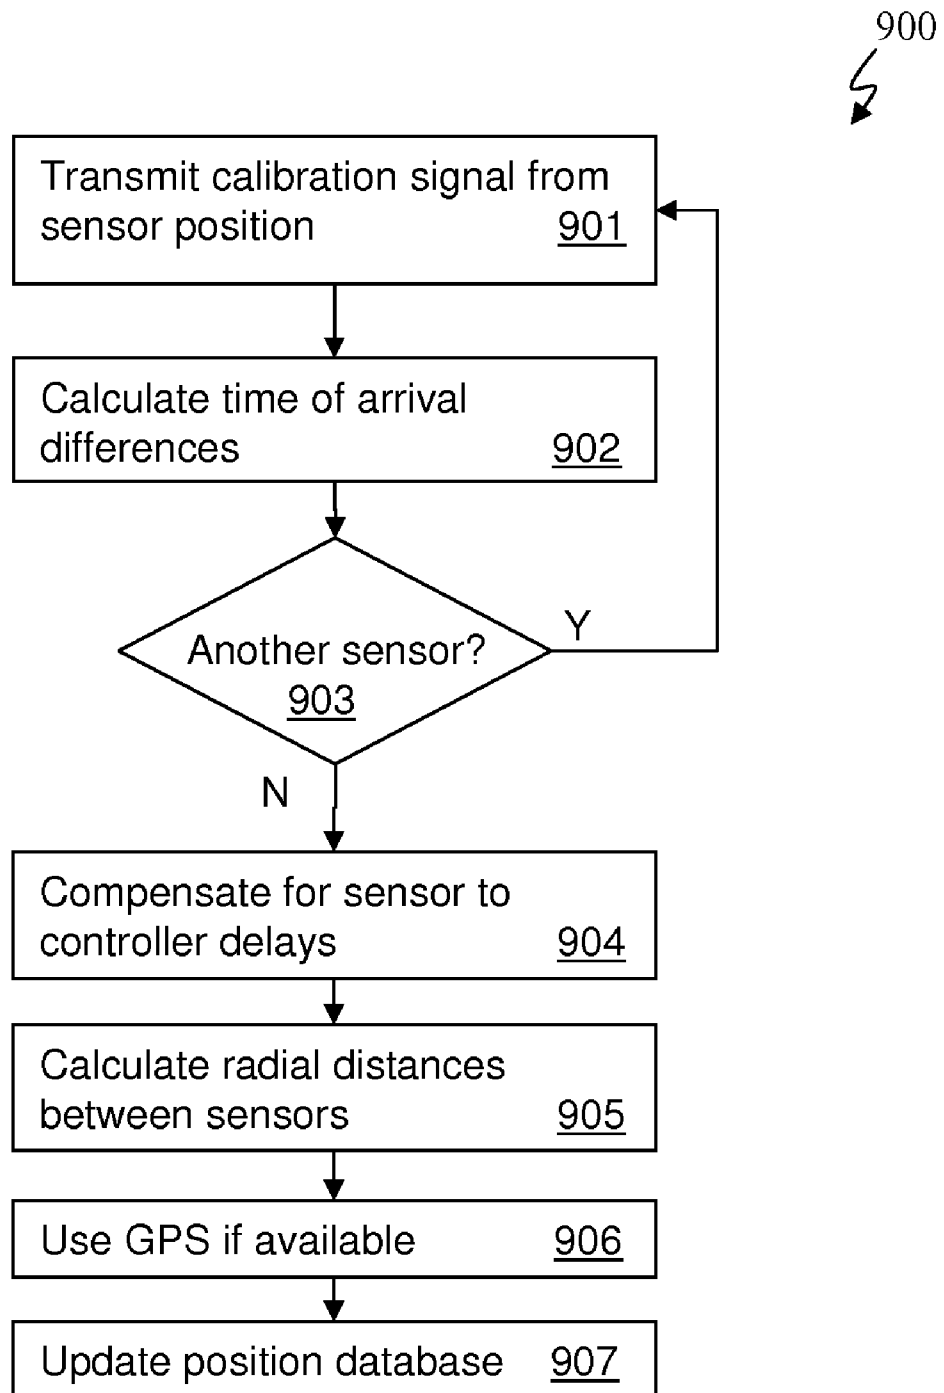 900
Transmit calibration signal from
sensor position 901
Calculate time of arrival
differences 902
Another sensor?
903
Y
N
Compensate for sensor to
controller delays 904
Calculate radial distances
between sensors 905
Use GPS if available 906
Update position database 907